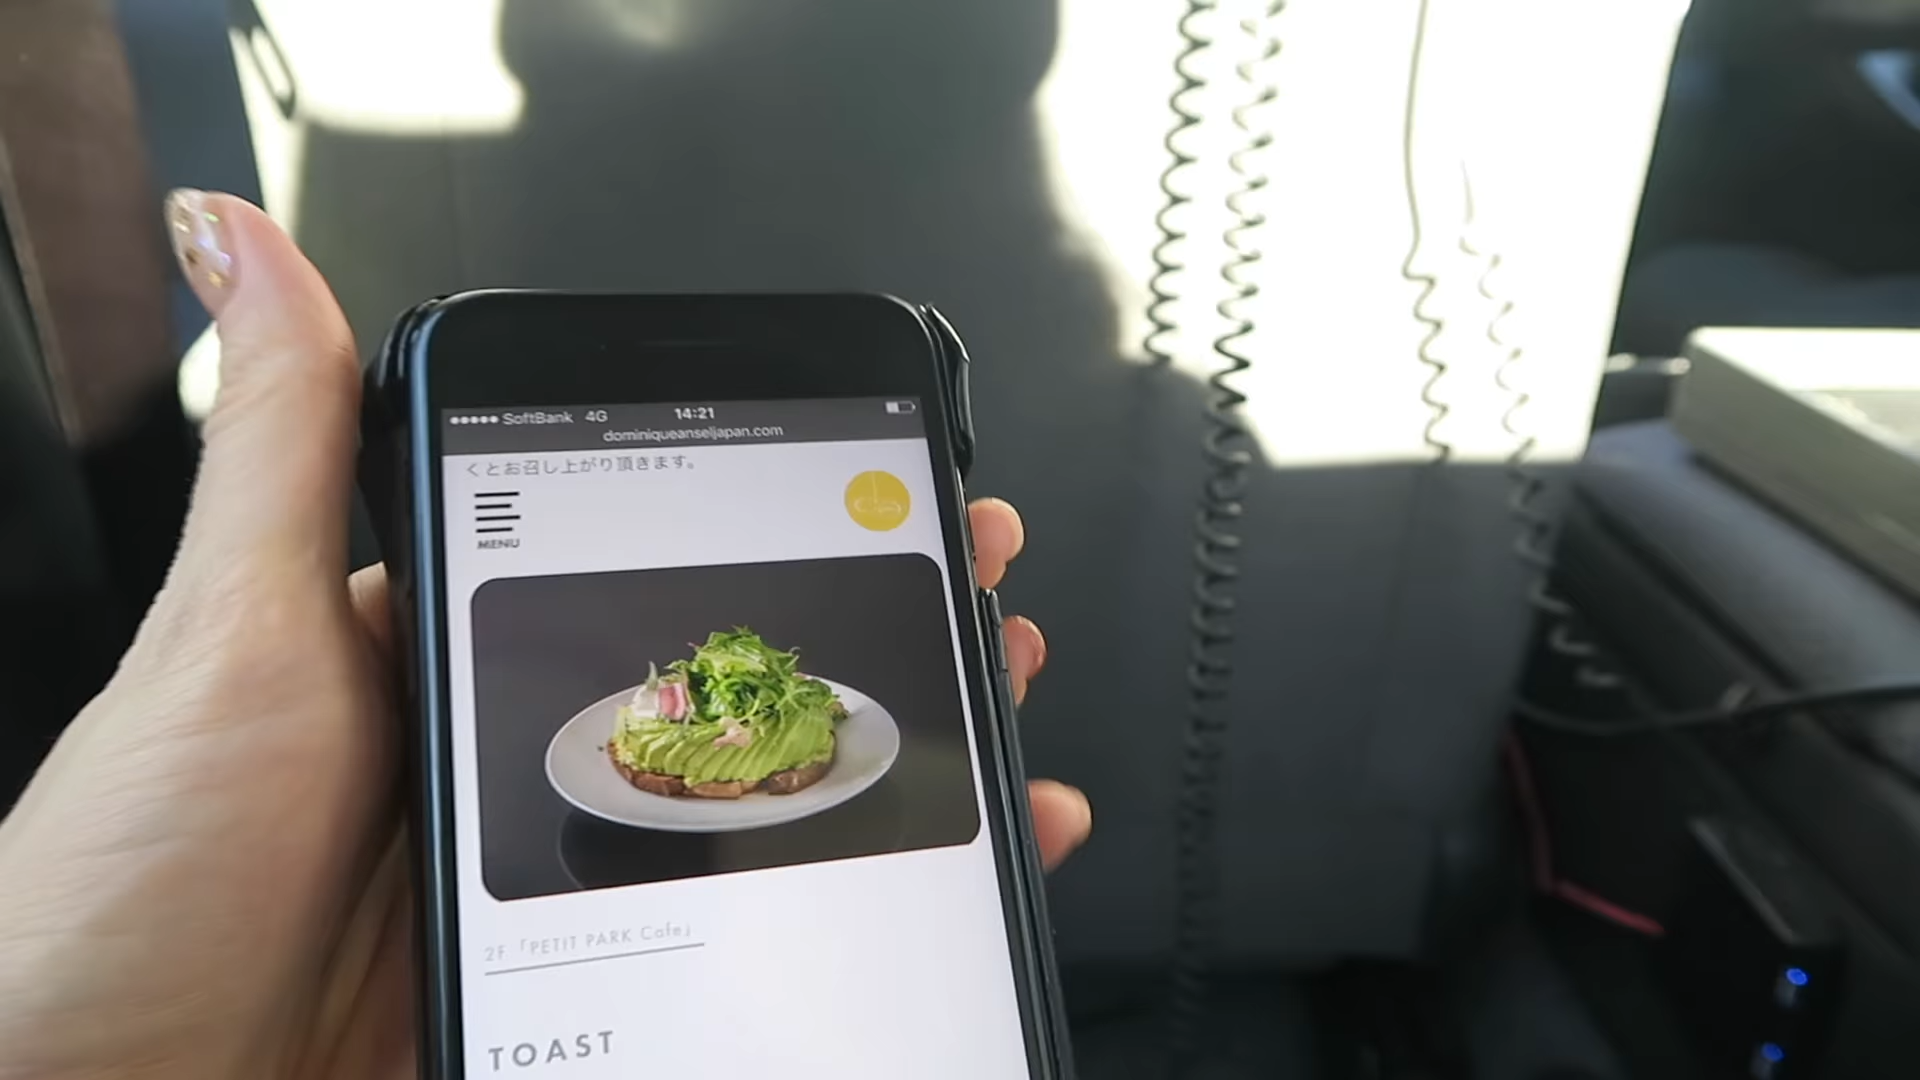 SoftBank 4G 14:21
dominiqueanseljapan.com
くとお召し上がり頂きます。
MENU
2F「PETIT PARK Cafe」
TOAST